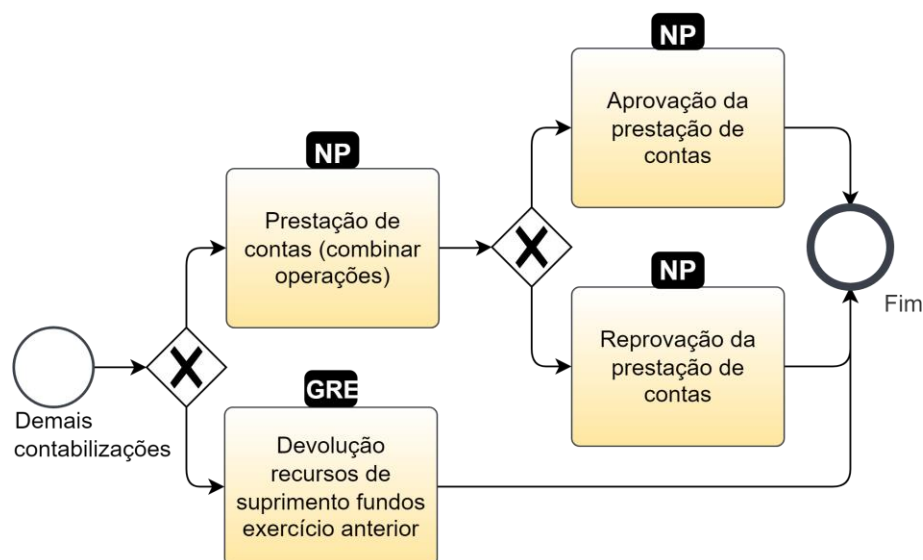 NP
Aprovação da
prestação de
contas
NP
Prestação de
contas (combinar
operações)
NP
Reprovação da
prestação de
contas
Fim
Demais
contabilizações
GRE
Devolução
recursos de
suprimento fundos
exercício anterior